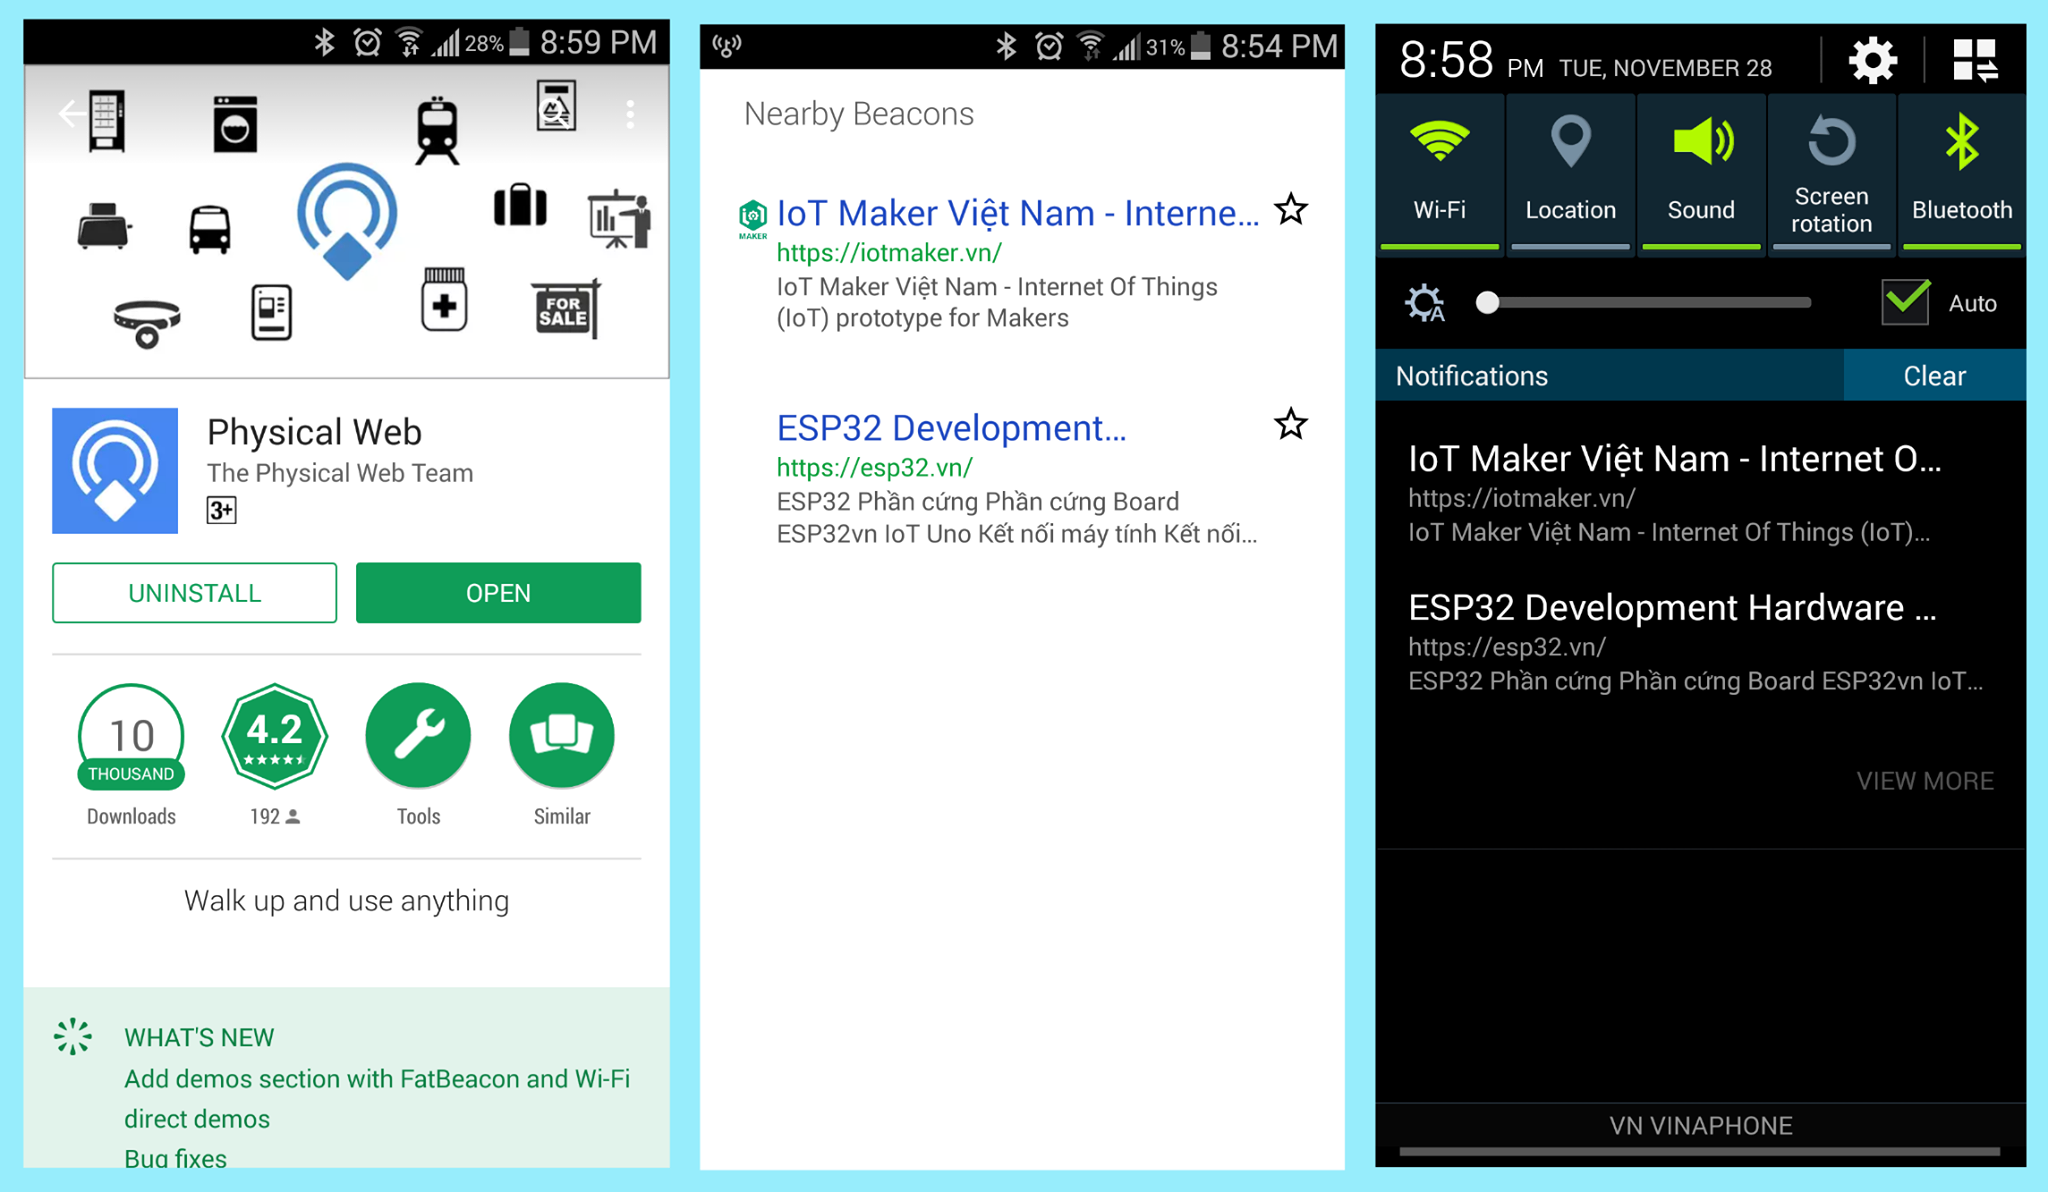 28% 8:59 PM
FOR
SALE
Physical Web
The Physical Web Team
3+
UNINSTALL
OPEN
10
THOUSAND
Downloads
4.2
192
Tools
Similar
Walk up and use anything
WHAT'S NEW
Add demos section with FatBeacon and Wi-Fi
direct demos
Bug fixes
31% 8:54 PM
Nearby Beacons
MAKER
IoT Maker Việt Nam - Interne...
https://iotmaker.vn/
IoT Maker Việt Nam - Internet Of Things
(IoT) prototype for Makers
ESP32 Development...
https://esp32.vn/
ESP32 Phần cứng Phần cứng Board
ESP32vn IoT Uno Kết nối máy tính Kết nối...
8:58 PM TUE, NOVEMBER 28
Wi-Fi
Location
Sound
Screen
rotation
Bluetooth
A
Auto
Notifications
Clear
IoT Maker Việt Nam - Internet O...
https://iotmaker.vn/
IoT Maker Việt Nam - Internet Of Things (IoT)...
ESP32 Development Hardware ...
https://esp32.vn/
ESP32 Phần cứng Phần cứng Board ESP32vn IoT...
VIEW MORE
VN VINAPHONE